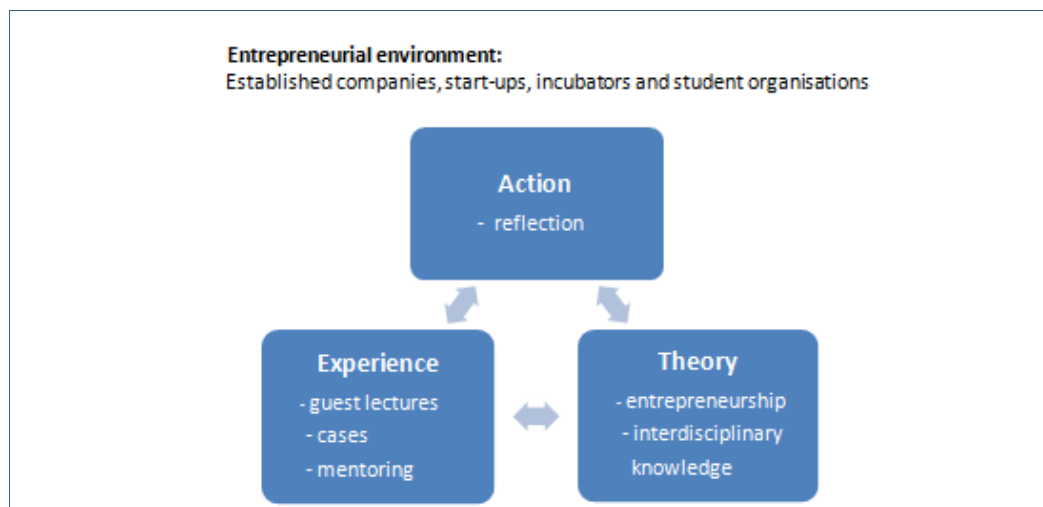 Entrepreneurial environment:
Established companies, start-ups, incubators and student organisations
Action
- reflection
Experience
- guest lectures
- cases
- mentoring
Theory
- entrepreneurship
- interdisciplinary
knowledge